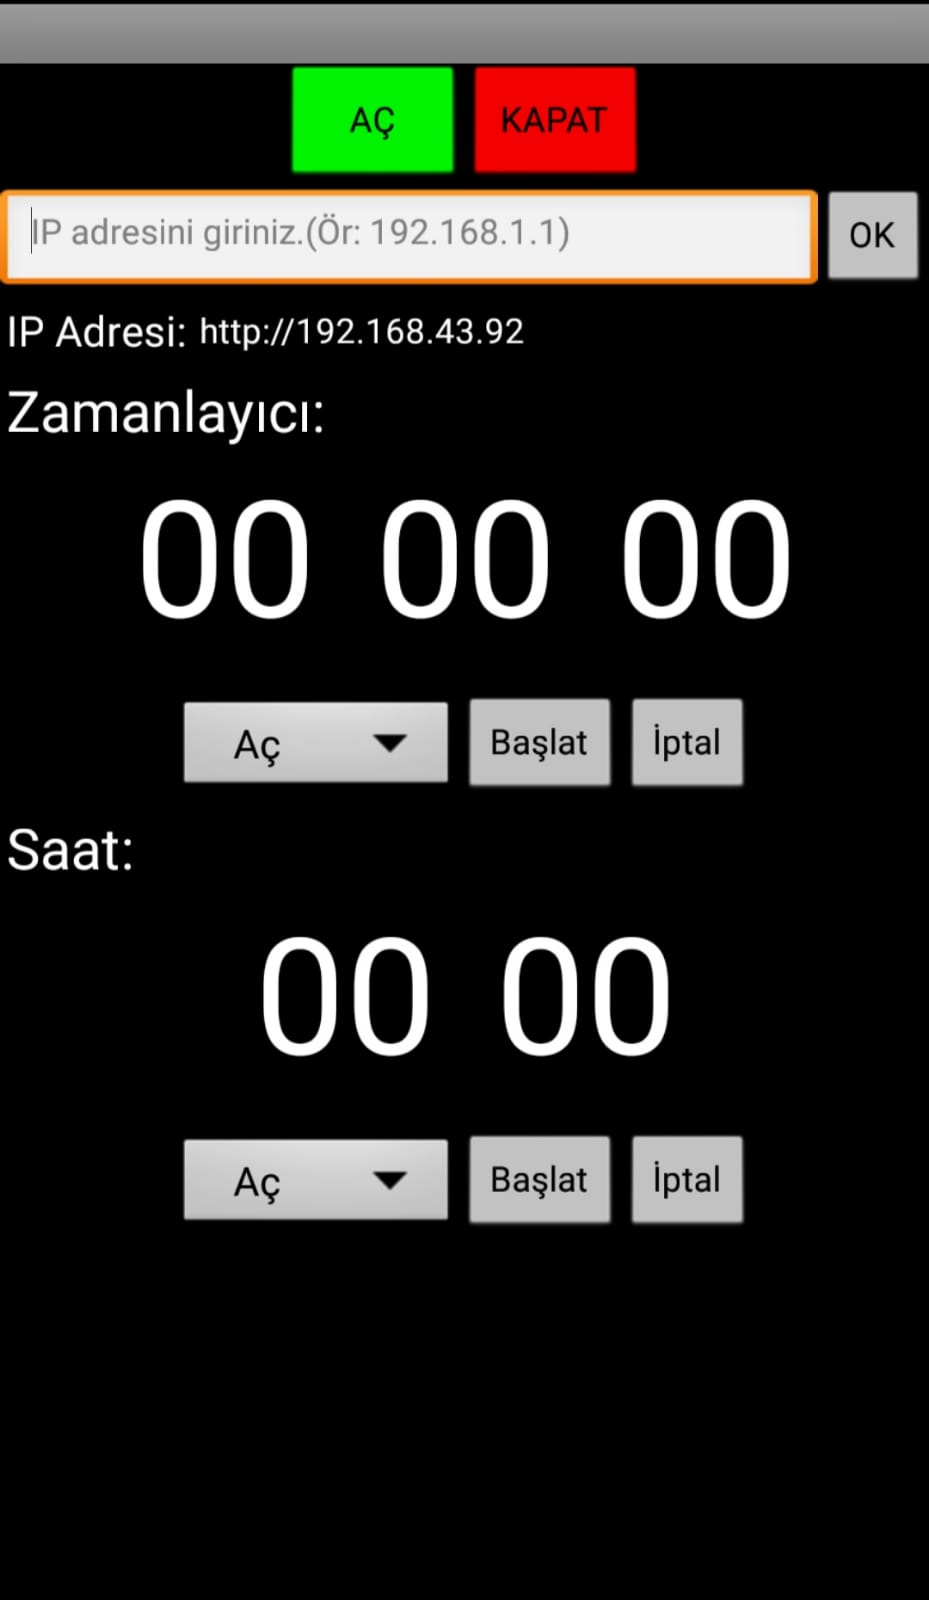 AÇ KAPAT
IP adresini giriniz.(Ör: 192.168.1.1) OK
IP Adresi: http://192.168.43.92
Zamanlayıcı:
00 00 00
Aç Başlat İptal
Saat:
00 00
Aç Başlat İptal